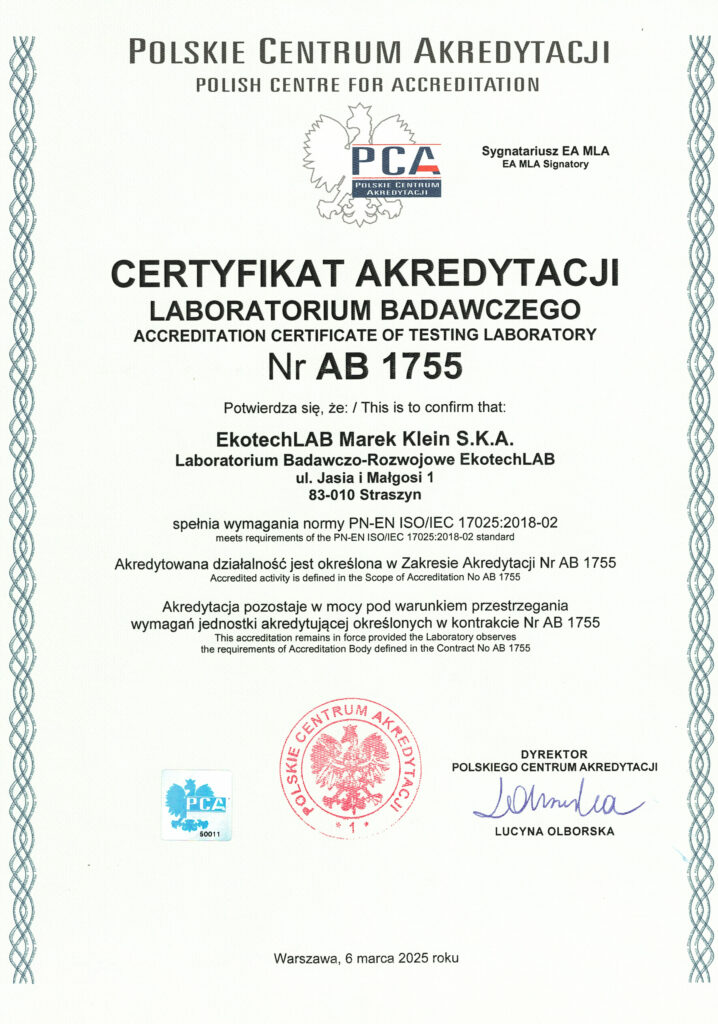 POLSKIE CENTRUM AKREDYTACJI
POLISH CENTRE FOR ACCREDITATION
PCA
POLSKIE CENTRUM
AKREDYTACJI
Sygnatariusz EA MLA
EA MLA Signatory
CERTYFIKAT AKREDYTACJI
LABORATORIUM BADAWCZEGO
ACCREDITATION CERTIFICATE OF TESTING LABORATORY
Nr AB 1755
Potwierdza się, że: / This is to confirm that:
EkotechLAB Marek Klein S.K.A.
Laboratorium Badawczo-Rozwojowe EkotechLAB
ul. Jasia i Małgosi 1
83-010 Straszyn
spełnia wymagania normy PN-EN ISO/IEC 17025:2018-02
meets requirements of the PN-EN ISO/IEC 17025:2018-02 standard
Akredytowana działalność jest określona w Zakresie Akredytacji Nr AB 1755
Accredited activity is defined in the Scope of Accreditation No AB 1755
Akredytacja pozostaje w mocy pod warunkiem przestrzegania
wymagań jednostki akredytującej określonych w kontrakcie Nr AB 1755
This accreditation remains in force provided the Laboratory observes
the requirements of Accreditation Body defined in the Contract No AB 1755
PCA
50011
POLSKIE CENTRUM AKREDYTACJI
* 1 *
DYREKTOR
POLSKIEGO CENTRUM AKREDYTACJI
LUCYNA OLBORSKA
Warszawa, 6 marca 2025 roku